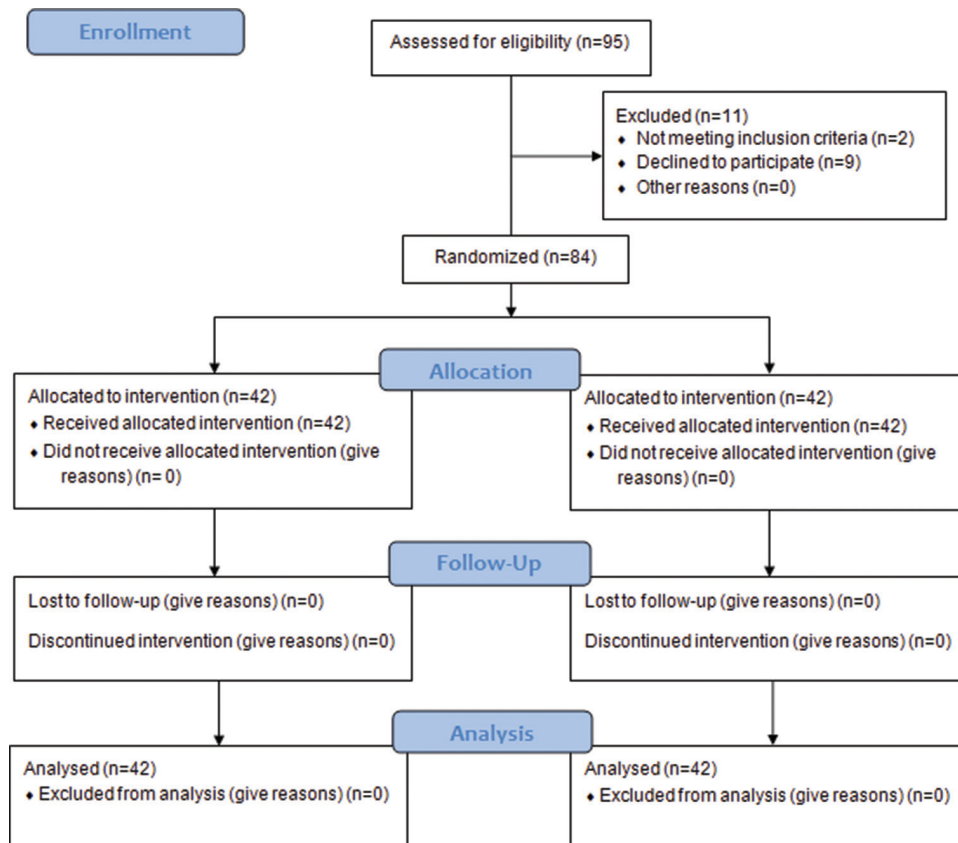 Enrollment
Assessed for eligibility (n=95)
Excluded (n=11)
⬧ Not meeting inclusion criteria (n=2)
⬧ Declined to participate (n=9)
⬧ Other reasons (n=0)
Randomized (n=84)
Allocation
Allocated to intervention (n=42)
⬧ Received allocated intervention (n=42)
⬧ Did not receive allocated intervention (give
reasons) (n= 0)
Allocated to intervention (n=42)
⬧ Received allocated intervention (n=42)
⬧ Did not receive allocated intervention (give
reasons) (n=0)
Follow-Up
Lost to follow-up (give reasons) (n=0)
Discontinued intervention (give reasons) (n=0)
Lost to follow-up (give reasons) (n=0)
Discontinued intervention (give reasons) (n=0)
Analysis
Analysed (n=42)
⬧ Excluded from analysis (give reasons) (n=0)
Analysed (n=42)
⬧ Excluded from analysis (give reasons) (n=0)